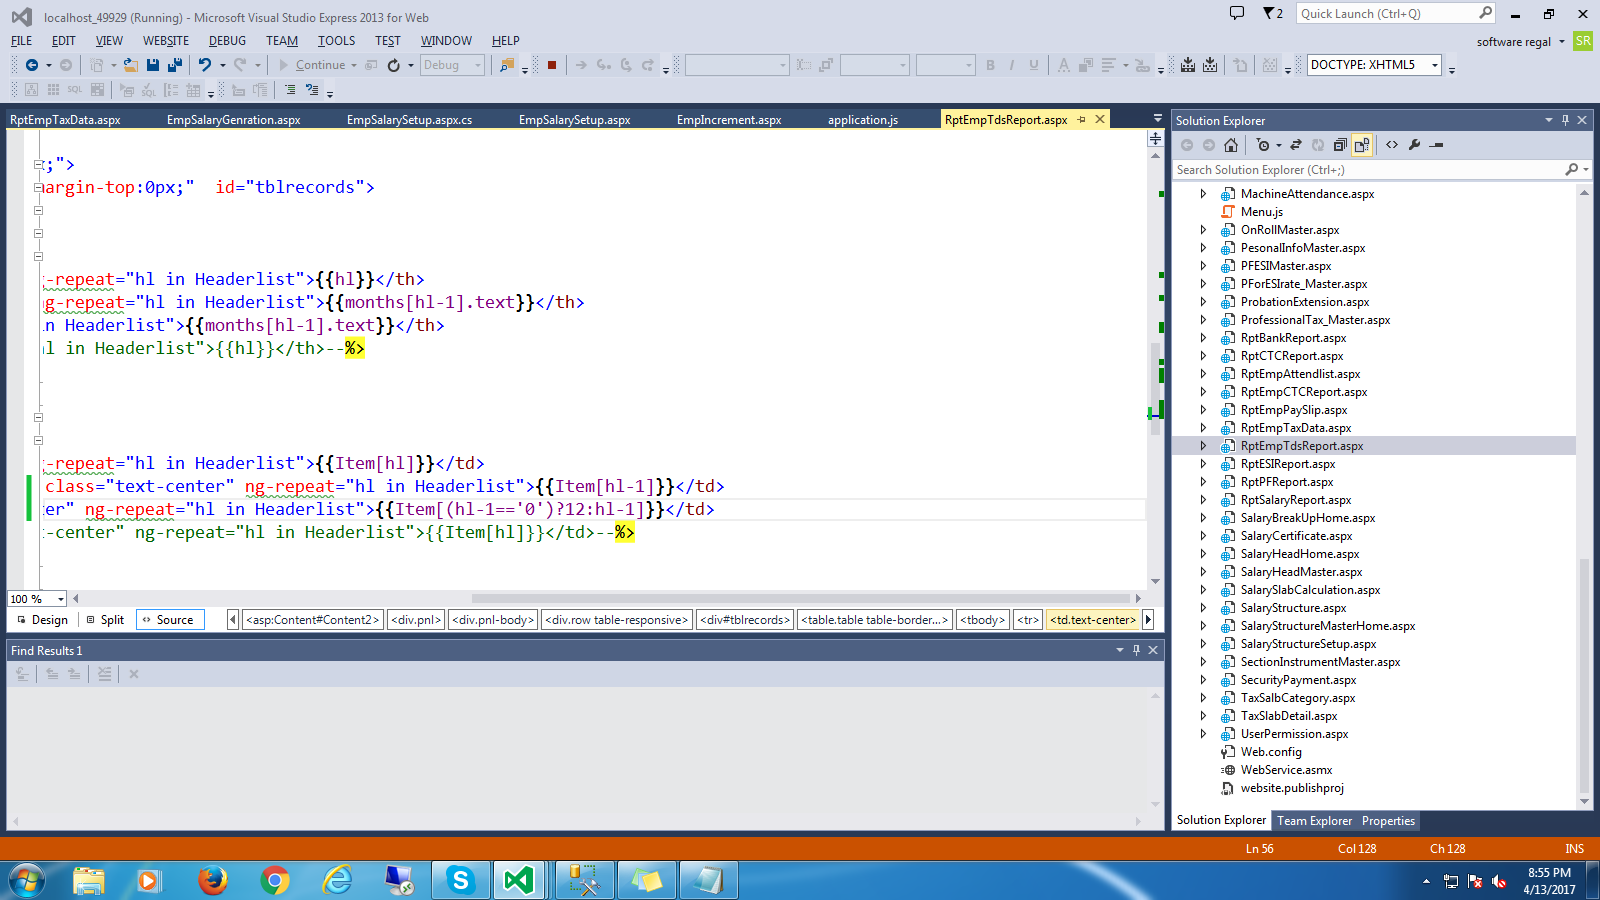 localhost_49929 (Running) - Microsoft Visual Studio Express 2013 for Web
2
Quick Launch (Ctrl+Q)
FILE EDIT VIEW WEBSITE DEBUG TEAM TOOLS TEST WINDOW HELP
software regal SR
Continue Debug DOCTYPE: XHTML5
SQL
RptEmpTaxData.aspx EmpSalaryGenration.aspx EmpSalarySetup.aspx.cs EmpSalarySetup.aspx EmpIncrement.aspx application.js RptEmpTdsReport.aspx
;">
margin-top:0px;" id="tblrecords">
-repeat="hl in Headerlist">{{hl}}</th>
ng-repeat="hl in Headerlist">{{months[hl-1].text}}</th>
in Headerlist">{{months[hl-1].text}}</th>
hl in Headerlist">{{hl}}</th>--%>
-repeat="hl in Headerlist">{{Item[hl]}}</td>
class="text-center" ng-repeat="hl in Headerlist">{{Item[hl-1]}}</td>
er" ng-repeat="hl in Headerlist">{{Item[(hl-1=='0')?12:hl-1]}}</td>
-center" ng-repeat="hl in Headerlist">{{Item[hl]}}</td>--%>
100 %
Design Split Source <asp:Content#Content2> <div.pnl> <div.pnl-body> <div.row table-responsive> <div#tblrecords> <table.table table-border...> <tbody> <tr> <td.text-center>
Find Results 1
Solution Explorer
Search Solution Explorer (Ctrl+;)
MachineAttendance.aspx
Menu.js
OnRollMaster.aspx
PesonalInfoMaster.aspx
PFESIMaster.aspx
PForESIrate_Master.aspx
ProbationExtension.aspx
ProfessionalTax_Master.aspx
RptBankReport.aspx
RptCTCReport.aspx
RptEmpAttendlist.aspx
RptEmpCTCReport.aspx
RptEmpPaySlip.aspx
RptEmpTaxData.aspx
RptEmpTdsReport.aspx
RptESIReport.aspx
RptPFReport.aspx
RptSalaryReport.aspx
SalaryBreakUpHome.aspx
SalaryCertificate.aspx
SalaryHeadHome.aspx
SalaryHeadMaster.aspx
SalarySlabCalculation.aspx
SalaryStructure.aspx
SalaryStructureMasterHome.aspx
SalaryStructureSetup.aspx
SectionInstrumentMaster.aspx
SecurityPayment.aspx
TaxSalbCategory.aspx
TaxSlabDetail.aspx
UserPermission.aspx
Web.config
WebService.asmx
website.publishproj
Solution Explorer Team Explorer Properties
Ln 56 Col 128 Ch 128 INS
8:55 PM
4/13/2017